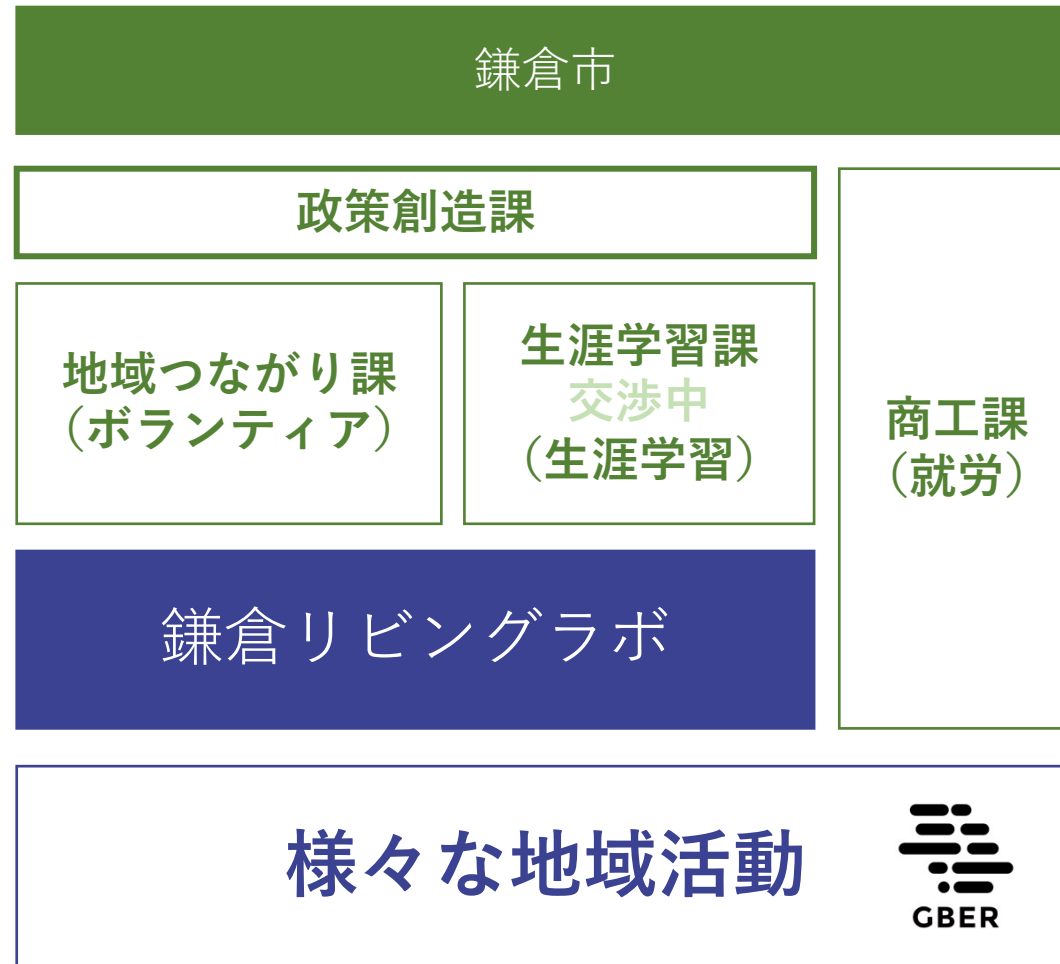 鎌倉市
政策創造課
地域つながり課
（ボランティア）
生涯学習課
交渉中
（生涯学習）
商工課
（就労）
鎌倉リビングラボ
様々な地域活動
GBER